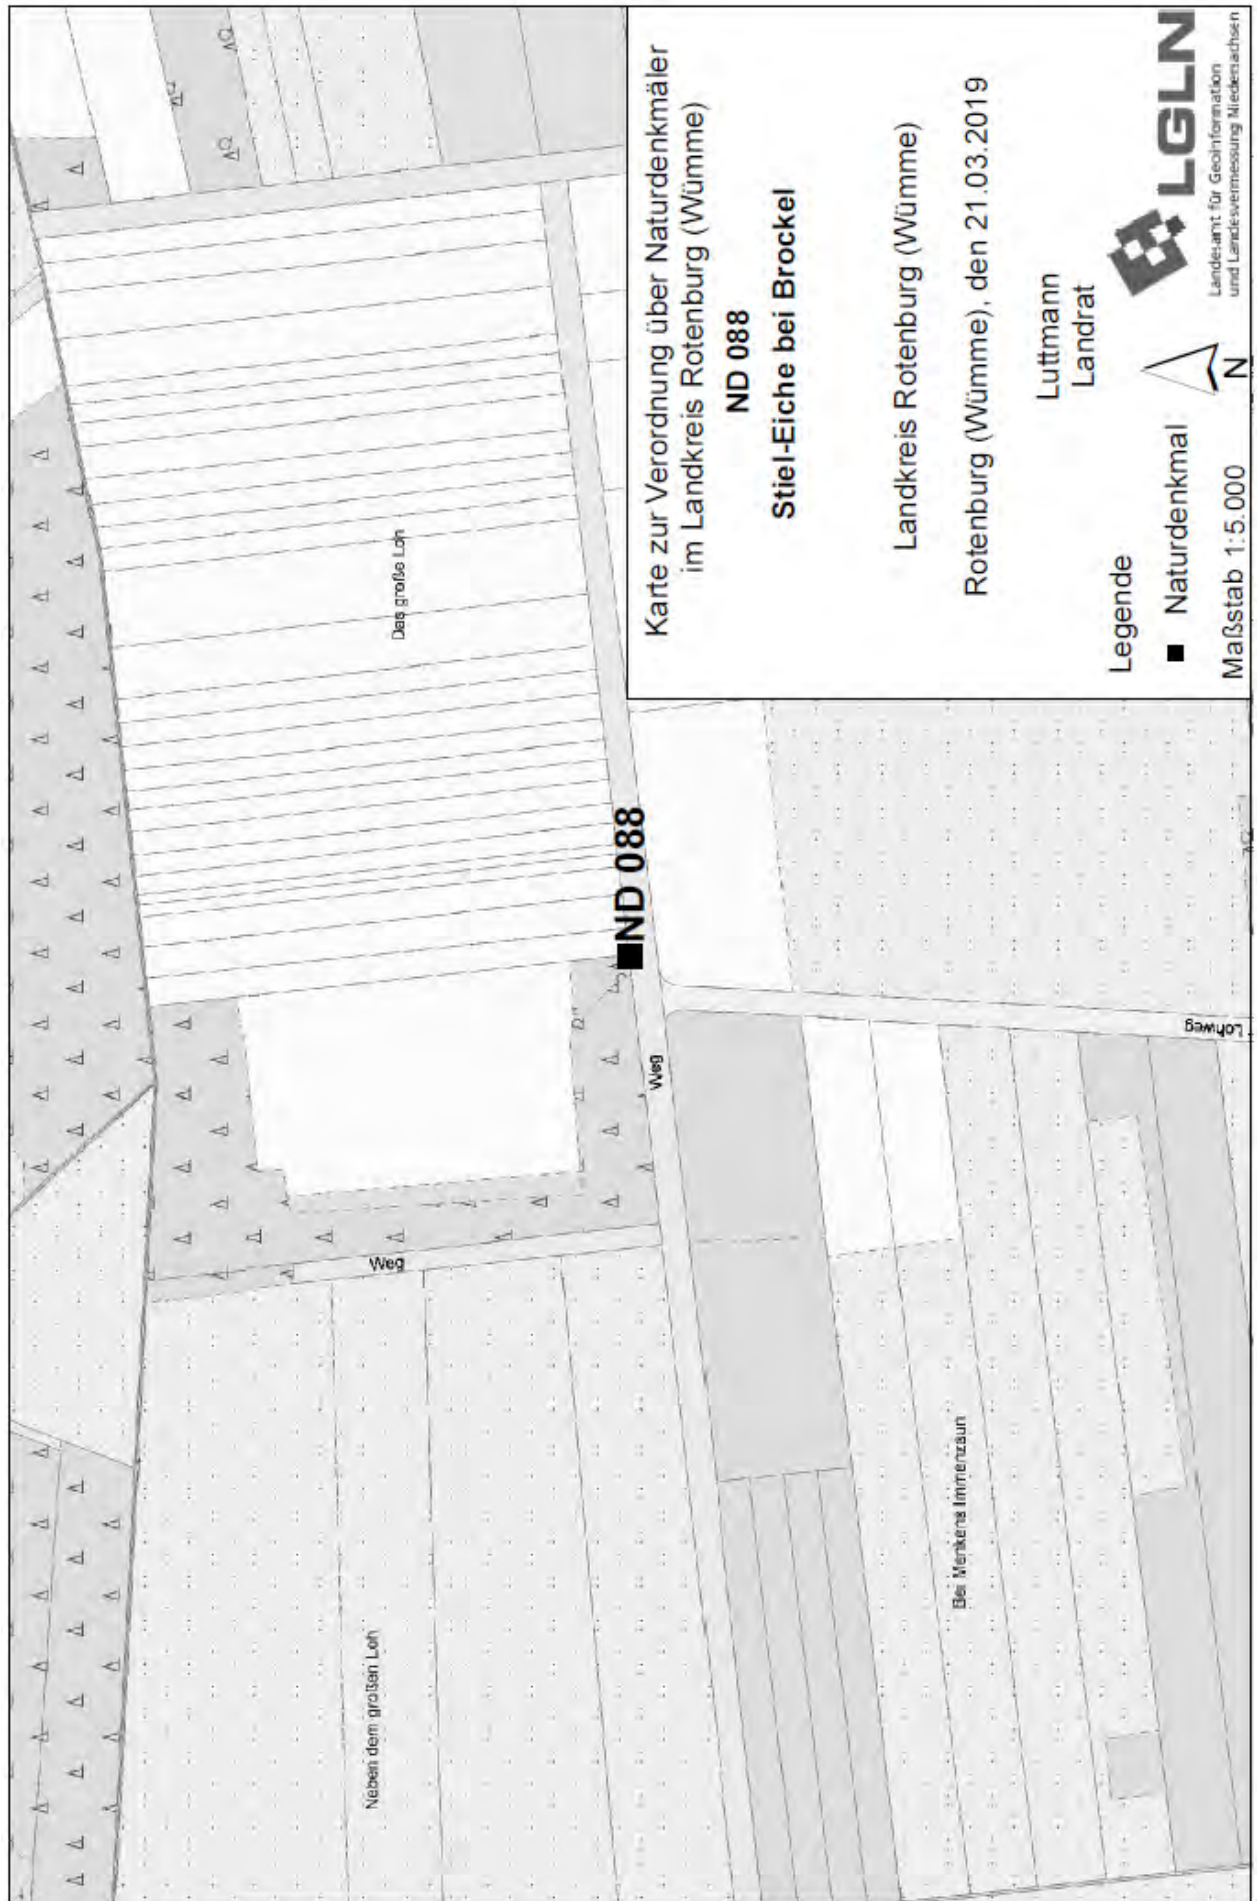 Karte zur Verordnung über Naturdenkmäler
im Landkreis Rotenburg (Wümme)
ND 088
Stiel-Eiche bei Brockel
Landkreis Rotenburg (Wümme)
Rotenburg (Wümme), den 21.03.2019
Luttmann
Landrat
Legende
Naturdenkmal
Maßstab 1:5.000
N
LGLN
Landesamt für Geoinformation
und Landesvermessung Niedersachsen
Das große Loh
ND 088
Weg
Weg
Lohweg
Neben dem großen Loh
Bei Menkens Immenzaun